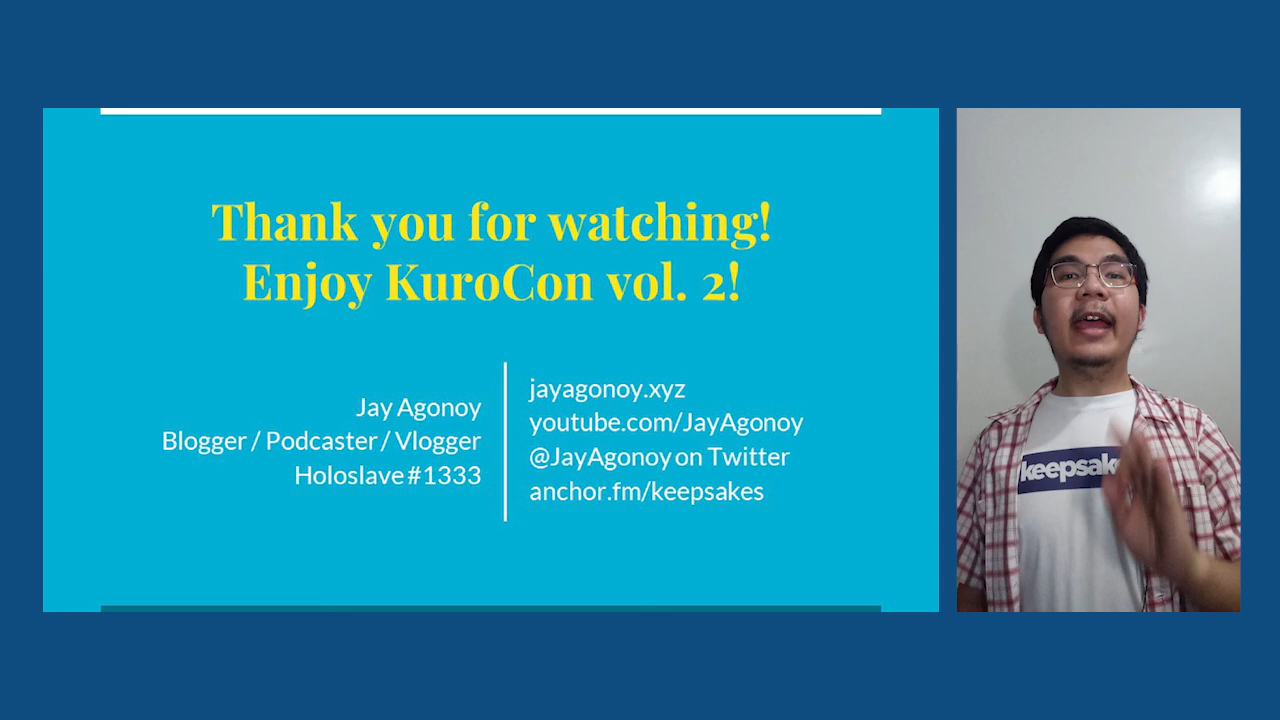 Thank you for watching!
Enjoy KuroCon vol. 2!
Jay Agonoy
Blogger / Podcaster / Vlogger
Holoslave #1333
jayagonoy.xyz
youtube.com/JayAgonoy
@JayAgonoy on Twitter
anchor.fm/keepsakes
keepsak